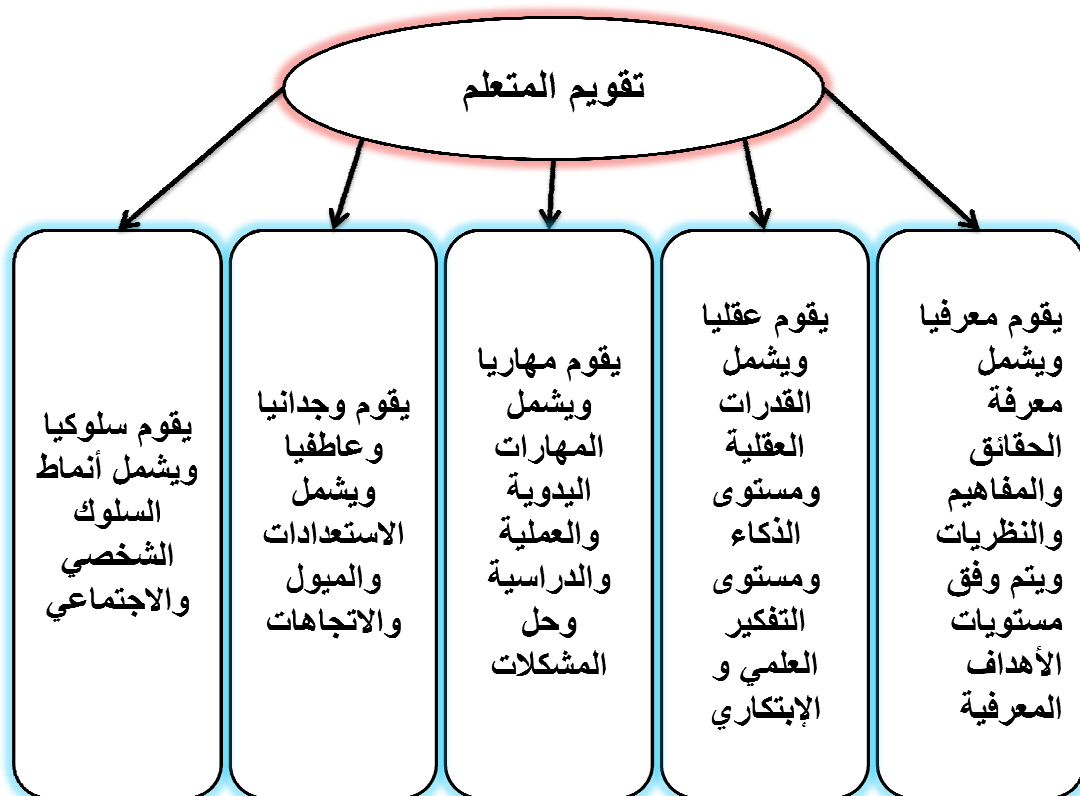 تقويم المتعلم
يقوم معرفيا
ويشمل
معرفة
الحقائق
والمفاهيم
والنظريات
ويتم وفق
مستويات
الأهداف
المعرفية
يقوم عقليا
ويشمل
القدرات
العقلية
ومستوى
الذكاء
ومستوى
التفكير
العلمي و
الإبتكاري
يقوم مهاريا
ويشمل
المهارات
اليدوية
والعملية
والدراسية
وحل
المشكلات
يقوم وجدانيا
وعاطفيا
ويشمل
الاستعدادات
والميول
والاتجاهات
يقوم سلوكيا
ويشمل أنماط
السلوك
الشخصي
والاجتماعي